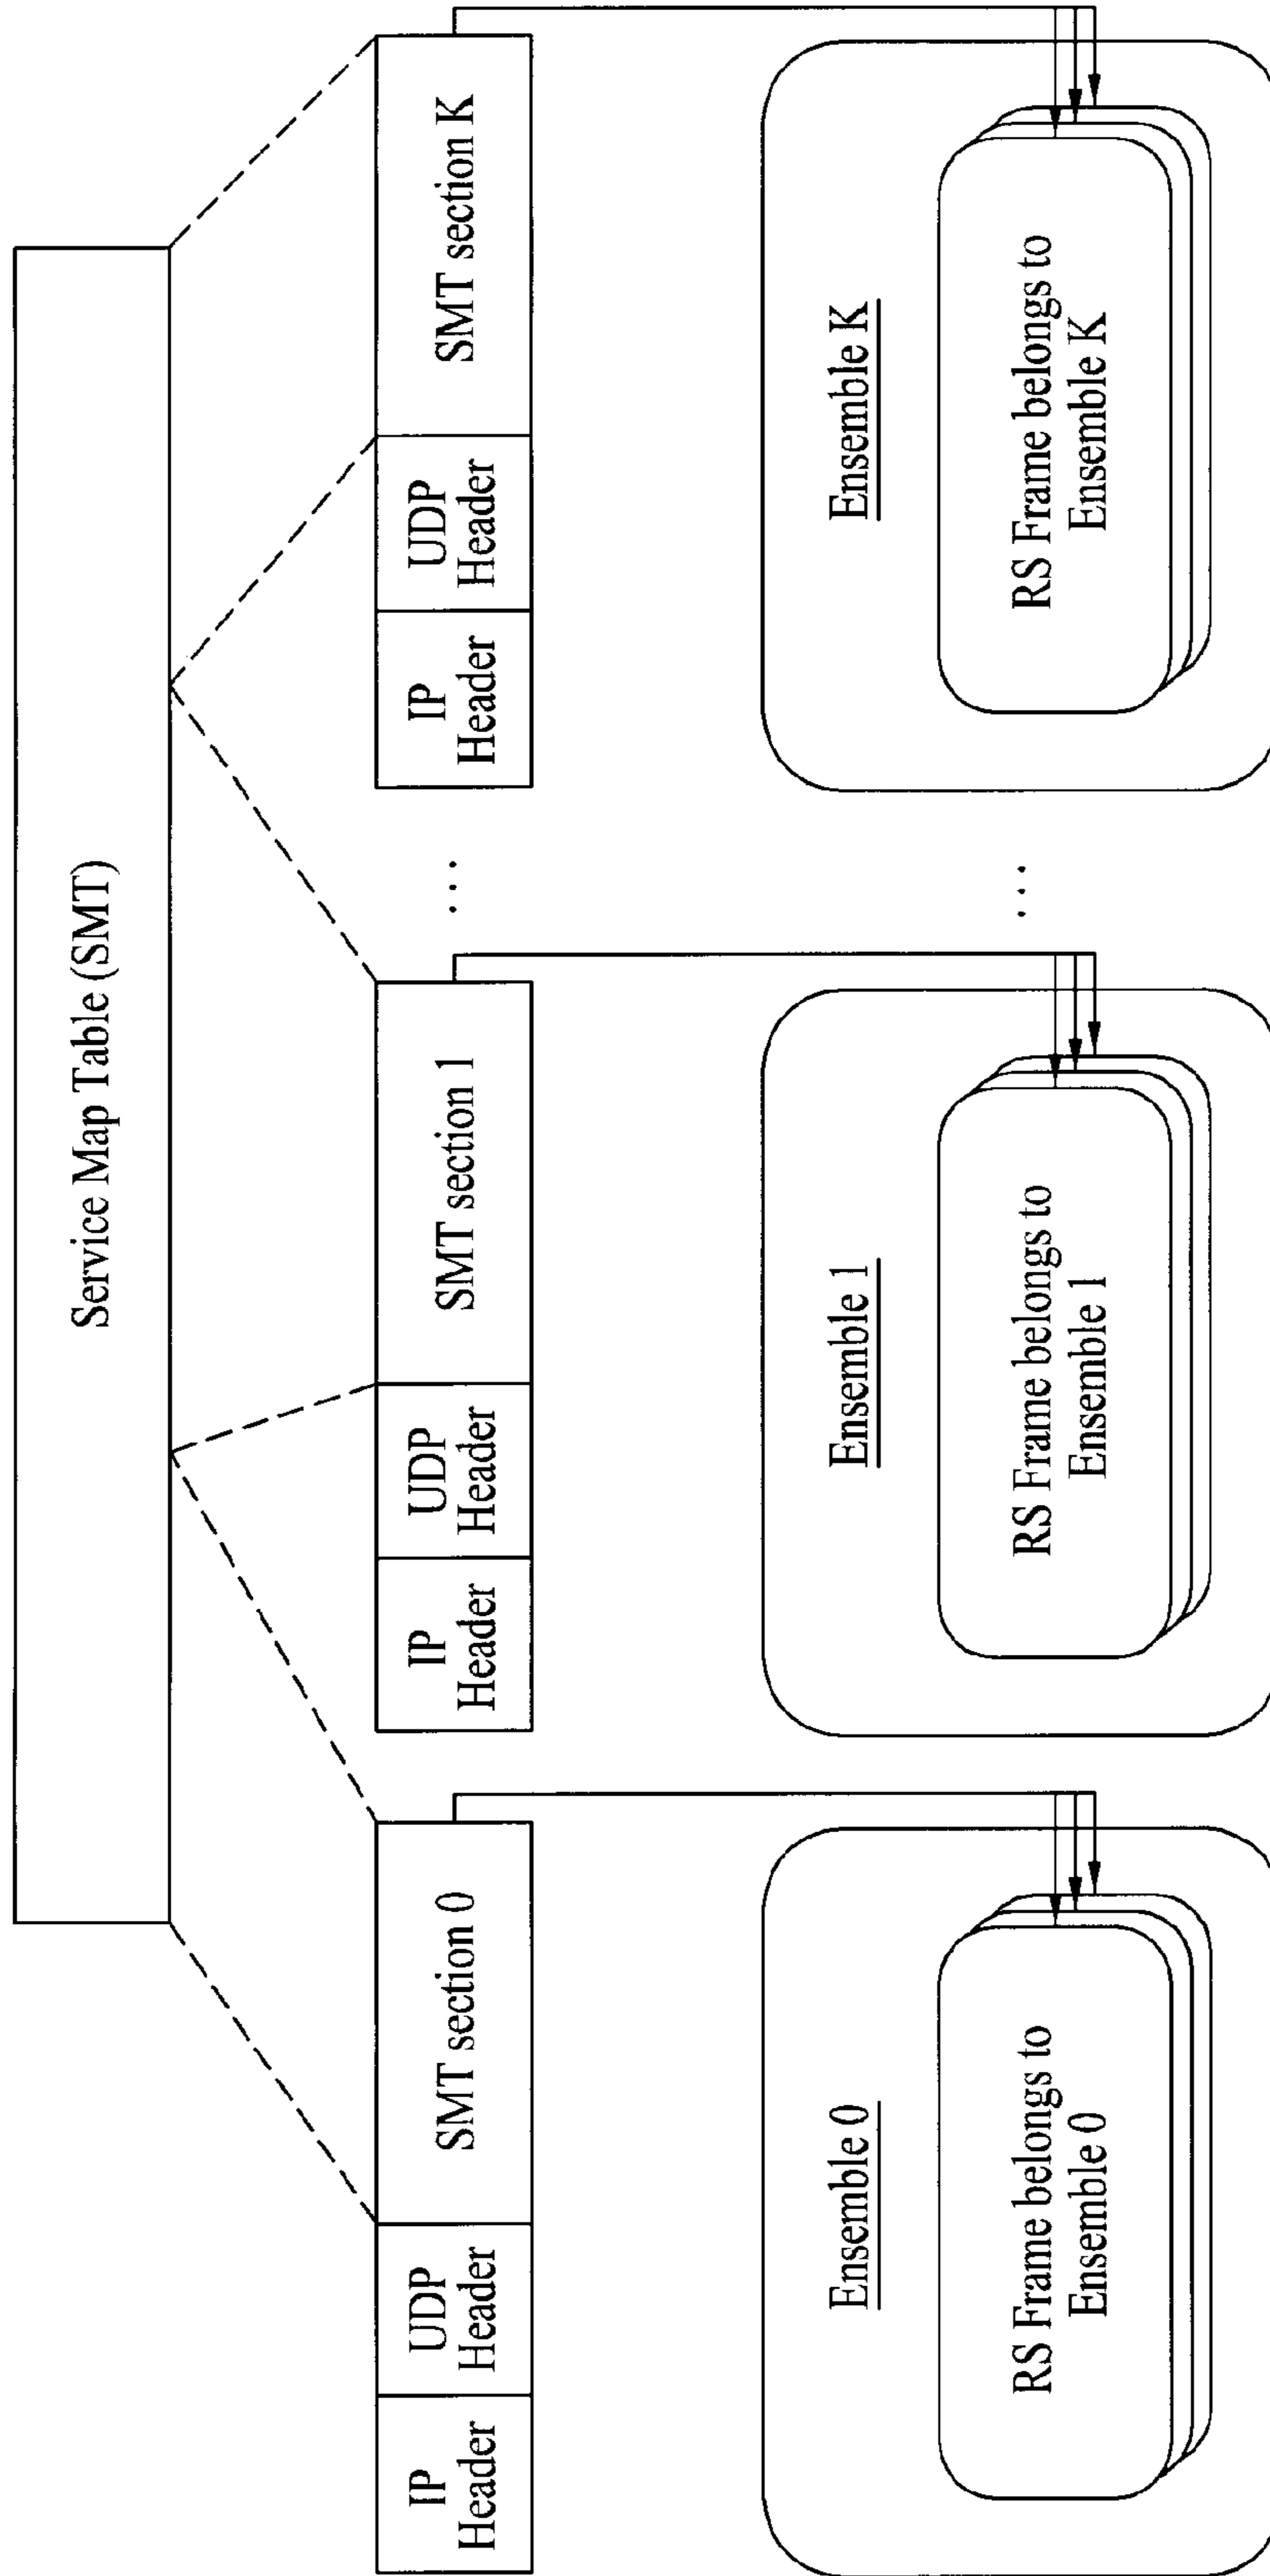 Service Map Table (SMT)
IP
Header
UDP
Header
SMT section 0
IP
Header
UDP
Header
SMT section 1
...
IP
Header
UDP
Header
SMT section K
Ensemble 0
RS Frame belongs to
Ensemble 0
Ensemble 1
RS Frame belongs to
Ensemble 1
...
Ensemble K
RS Frame belongs to
Ensemble K